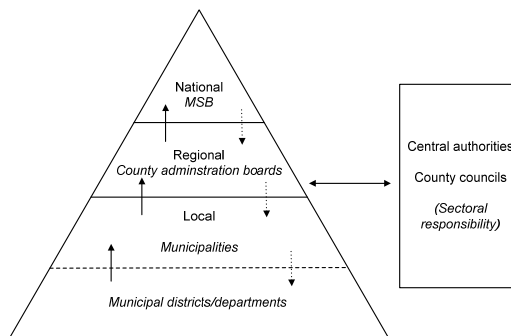 National
MSB
Regional
County adminstration boards
Local
Municipalities
Municipal districts/departments
Central authorities
County councils
(Sectoral
responsibility)